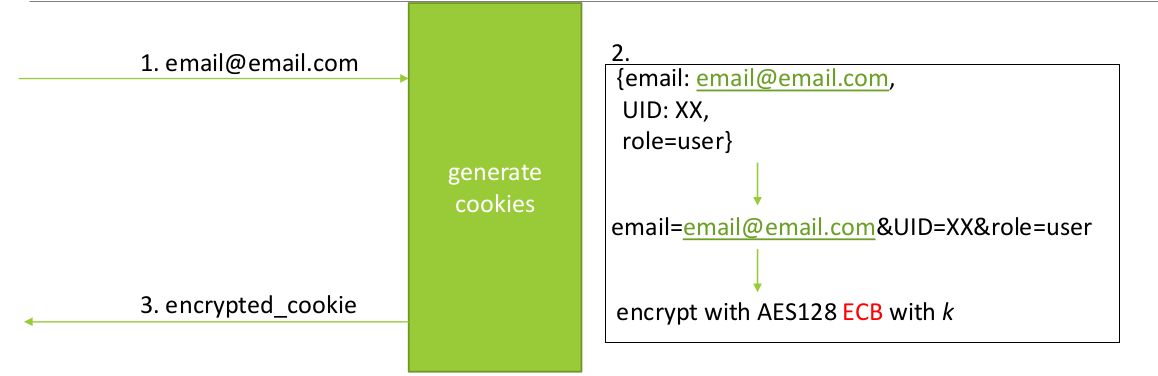 1. email@email.com
generate
cookies
3. encrypted_cookie
2.
{email: email@email.com,
UID: XX,
role=user}
email=email@email.com&UID=XX&role=user
encrypt with AES128 ECB with k